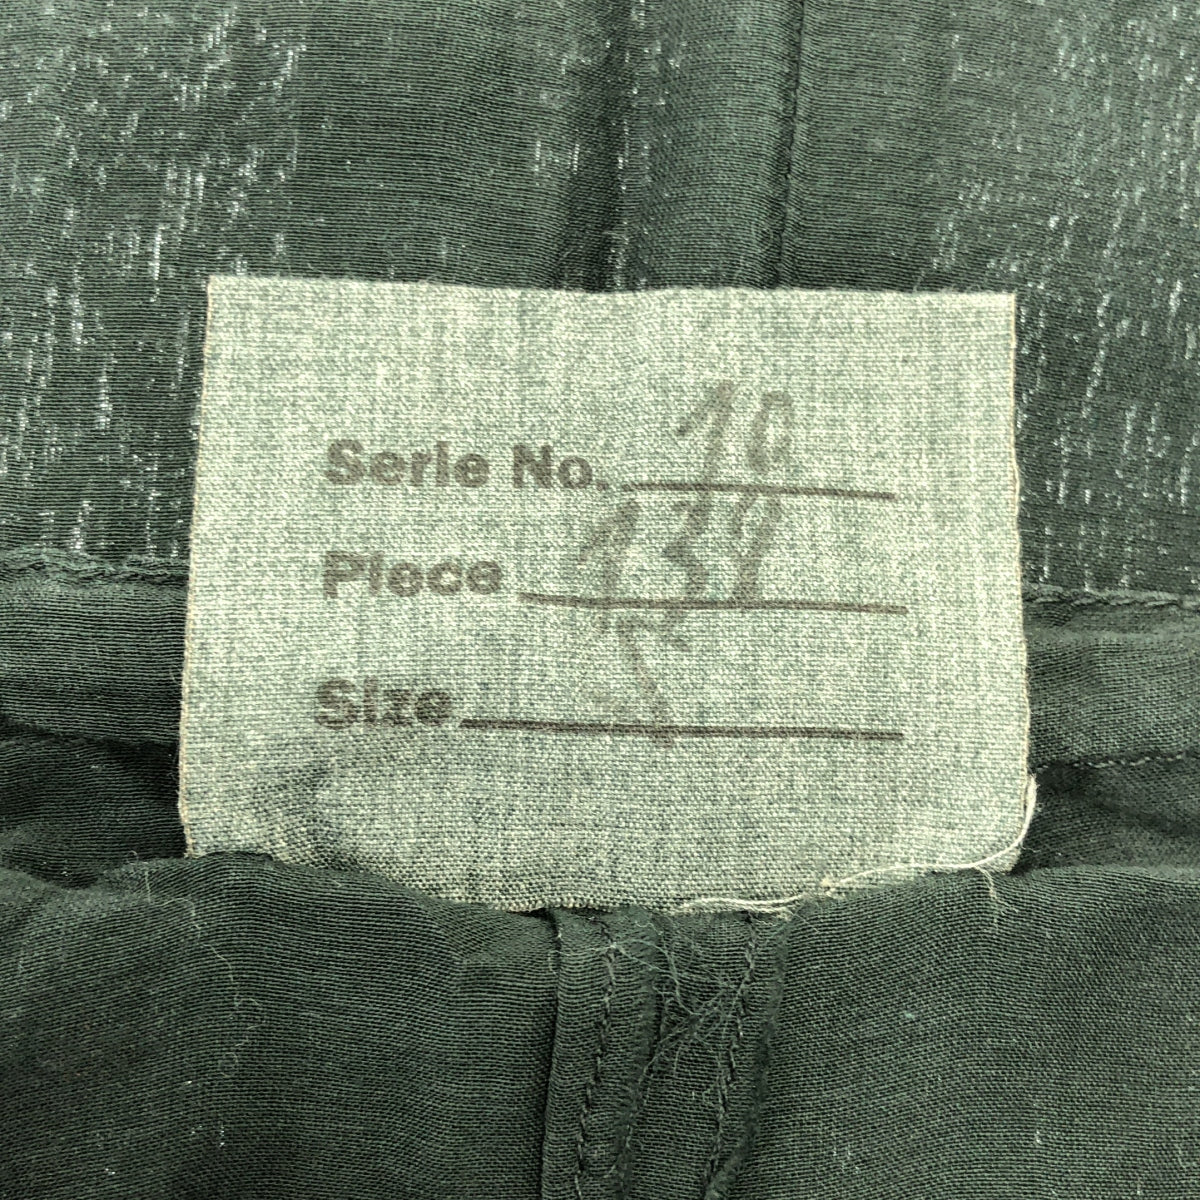 Serie No. 10
Piece 139
Size I